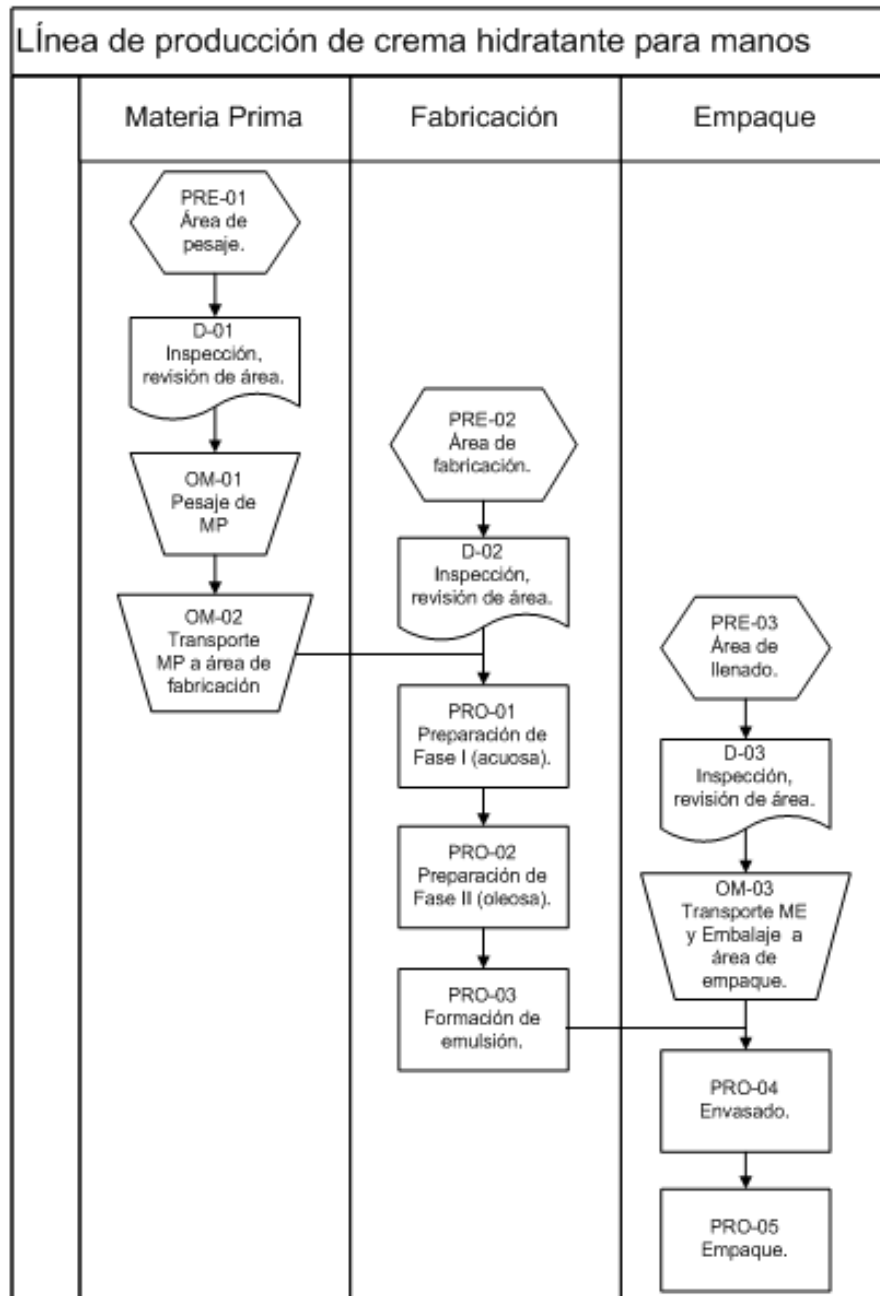 LÍnea de producción de crema hidratante para manos
Materia Prima
Fabricación
Empaque
PRE-01
Área de
pesaje.
D-01
Inspección,
revisión de área.
OM-01
Pesaje de
MP
OM-02
Transporte
MP a área de
fabricación
PRE-02
Área de
fabricación.
D-02
Inspección,
revisión de área.
PRO-01
Preparación de
Fase I (acuosa).
PRO-02
Preparación de
Fase II (oleosa).
PRO-03
Formación de
emulsión.
PRE-03
Área de
llenado.
D-03
Inspección,
revisión de área.
OM-03
Transporte ME
y Embalaje a
área de
empaque.
PRO-04
Envasado.
PRO-05
Empaque.